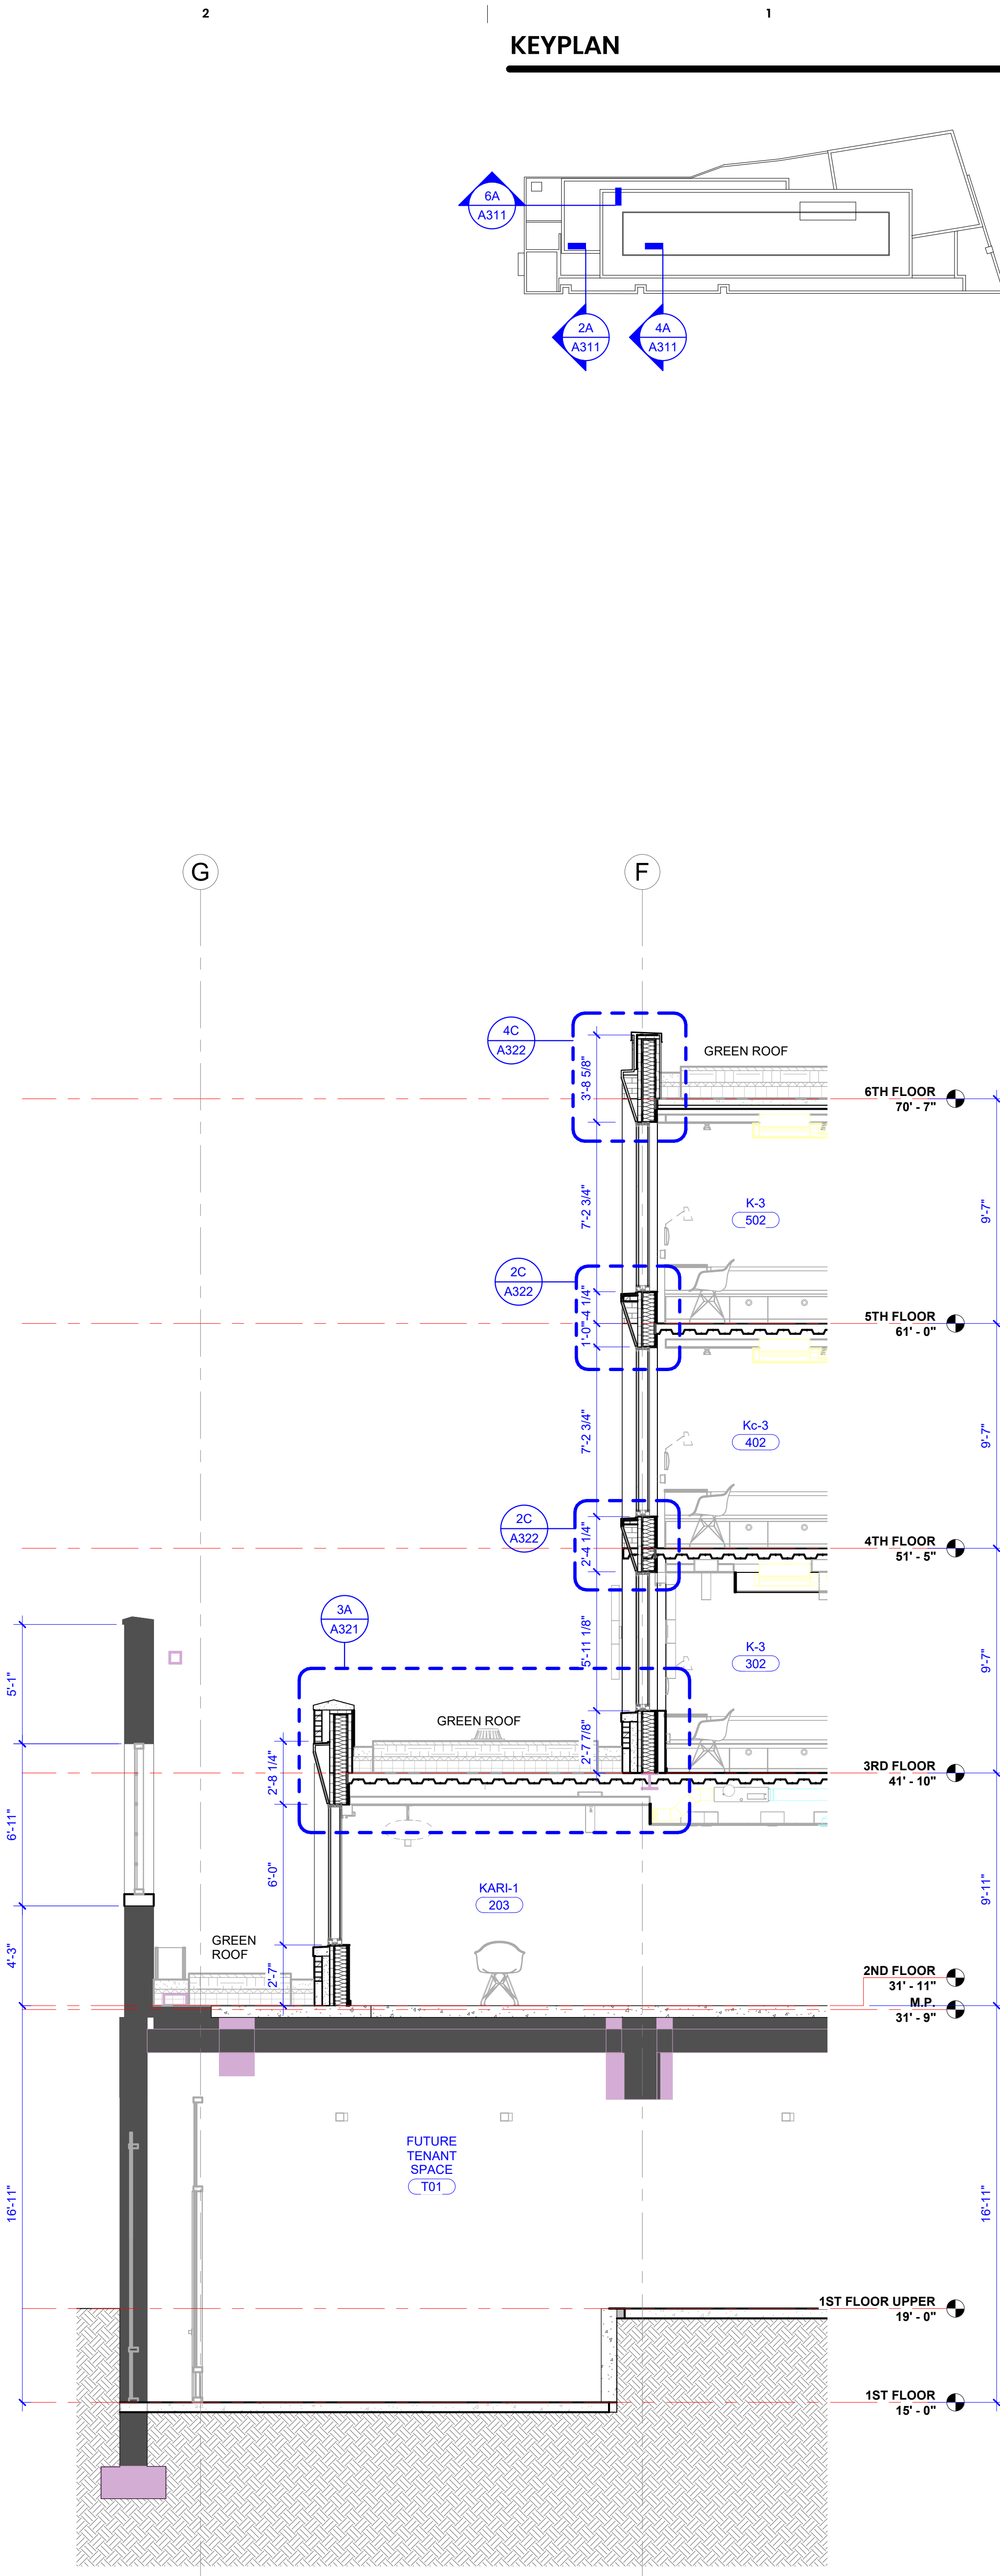 2
1
KEYPLAN
6A
A311
2A
A311
4A
A311
G
F
4C
A322
GREEN ROOF
3'-8 5/8"
6TH FLOOR
70' - 7"
7'-2 3/4"
K-3
502
9'-7"
2C
A322
1'-0"
-4 1/4"
5TH FLOOR
61' - 0"
7'-2 3/4"
Kc-3
402
9'-7"
2C
A322
2'-4 1/4"
4TH FLOOR
51' - 5"
3A
A321
5'-11 1/8"
K-3
302
9'-7"
5'-1"
GREEN ROOF
2'-7 7/8"
2'-8 1/4"
3RD FLOOR
41' - 10"
6'-11"
6'-0"
KARI-1
203
9'-11"
4'-3"
GREEN
ROOF
2'-7"
2ND FLOOR
31' - 11"
M.P.
31' - 9"
FUTURE
TENANT
SPACE
T01
16'-11"
16'-11"
1ST FLOOR UPPER
19' - 0"
1ST FLOOR
15' - 0"